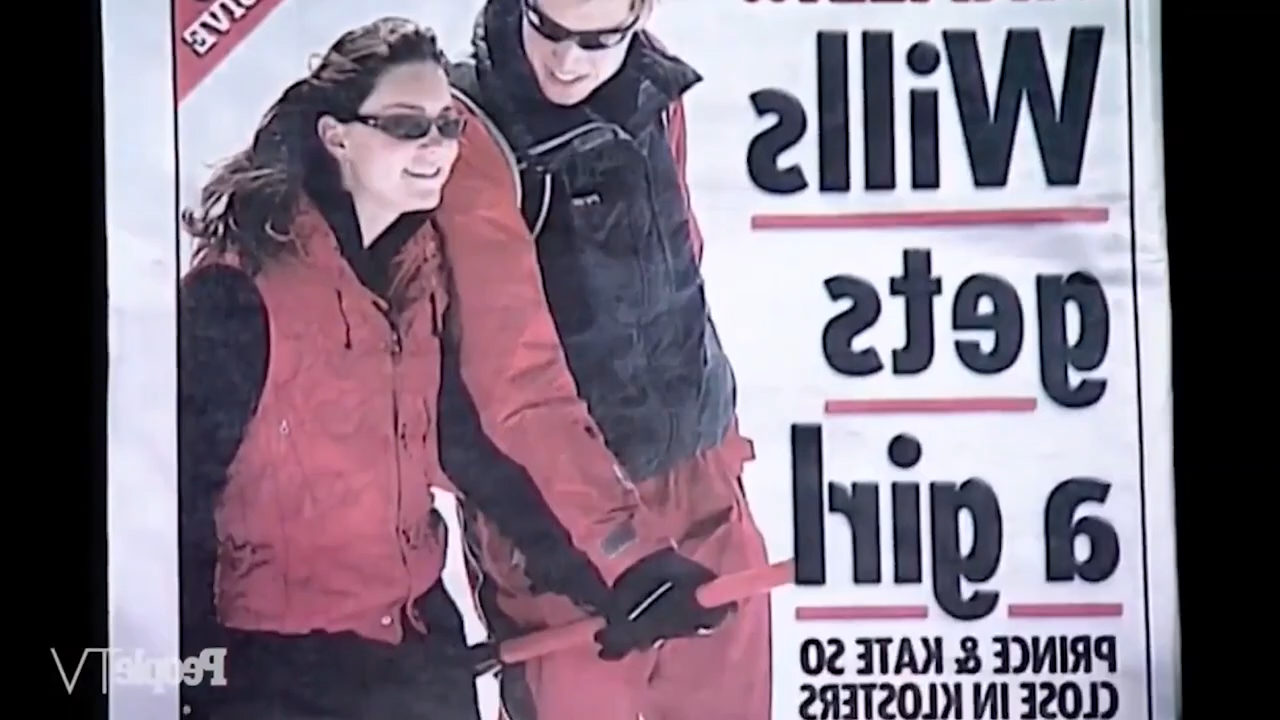 Wills
gets
a girl
PRINCE & KATE SO
CLOSE IN KLOSTERS
PeopleTV